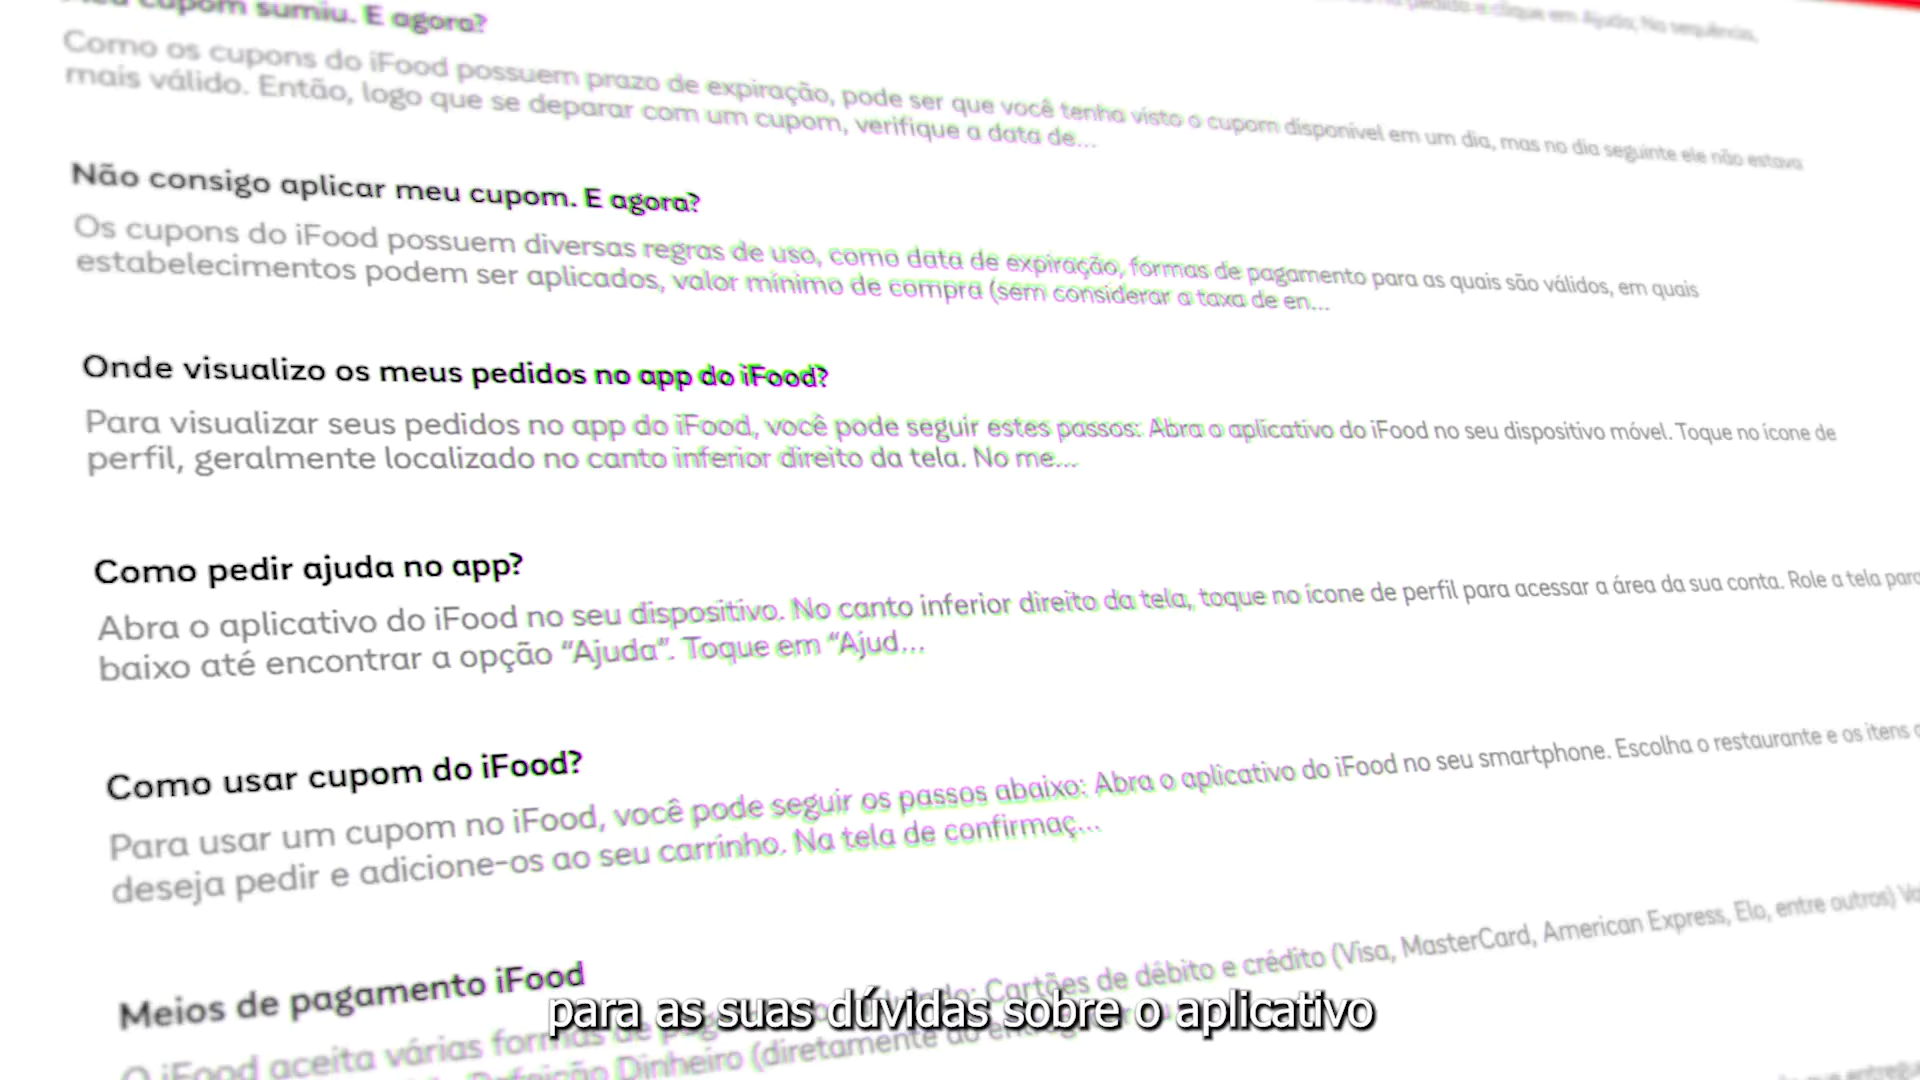 cupom sumiu. E agora?
pedido e clique em Ajuda; Na sequência,
Como os cupons do iFood possuem prazo de expiração, pode ser que você tenha visto o cupom disponível em um dia, mas no dia seguinte ele não estava
mais válido. Então, logo que se deparar com um cupom, verifique a data de...
Não consigo aplicar meu cupom. E agora?
Os cupons do iFood possuem diversas regras de uso, como data de expiração, formas de pagamento para as quais são válidos, em quais
estabelecimentos podem ser aplicados, valor mínimo de compra (sem considerar a taxa de en...
Onde visualizo os meus pedidos no app do iFood?
Para visualizar seus pedidos no app do iFood, você pode seguir estes passos: Abra o aplicativo do iFood no seu dispositivo móvel. Toque no ícone de
perfil, geralmente localizado no canto inferior direito da tela. No me...
Como pedir ajuda no app?
Abra o aplicativo do iFood no seu dispositivo. No canto inferior direito da tela, toque no ícone de perfil para acessar a área da sua conta. Role a tela para
baixo até encontrar a opção “Ajuda”. Toque em “Ajud...
Como usar cupom do iFood?
Para usar um cupom no iFood, você pode seguir os passos abaixo: Abra o aplicativo do iFood no seu smartphone. Escolha o restaurante e os itens
deseja pedir e adicione-os ao seu carrinho. Na tela de confirmaç...
Meios de pagamento iFood
O iFood aceita várias formas de Cartões de débito e crédito (Visa, MasterCard, American Express, Elo, entre outros)
Refeição Dinheiro (diretamente ao
para as suas dúvidas sobre o aplicativo